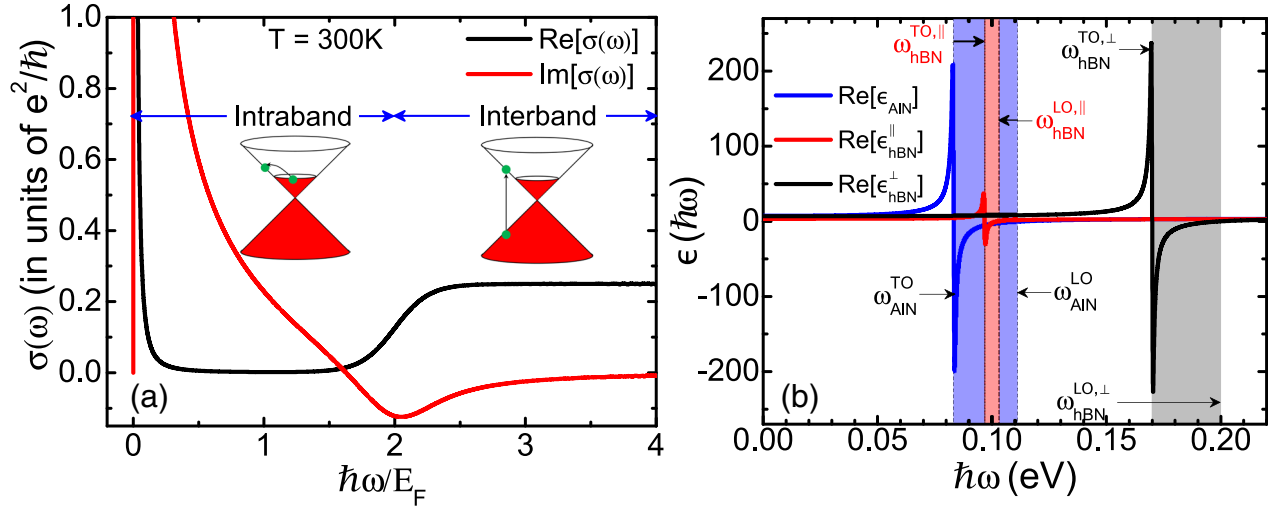 T = 300K
Re[σ(ω)]
Im[σ(ω)]
Intraband
Interband
1.0
0.8
0.6
0.4
0.2
0.0
σ(ω) (in units of e²/ℏ)
(a)
0 1 2 3 4
ℏω/E_F
ω_hBN^TO,∥
ω_hBN^TO,⊥
Re[ϵ_AlN]
Re[ϵ_hBN^∥]
Re[ϵ_hBN^⊥]
ω_hBN^LO,∥
ω_AlN^TO
ω_AlN^LO
ω_hBN^LO,⊥
200
100
0
-100
-200
ϵ (ℏω)
(b)
0.00 0.05 0.10 0.15 0.20
ℏω (eV)